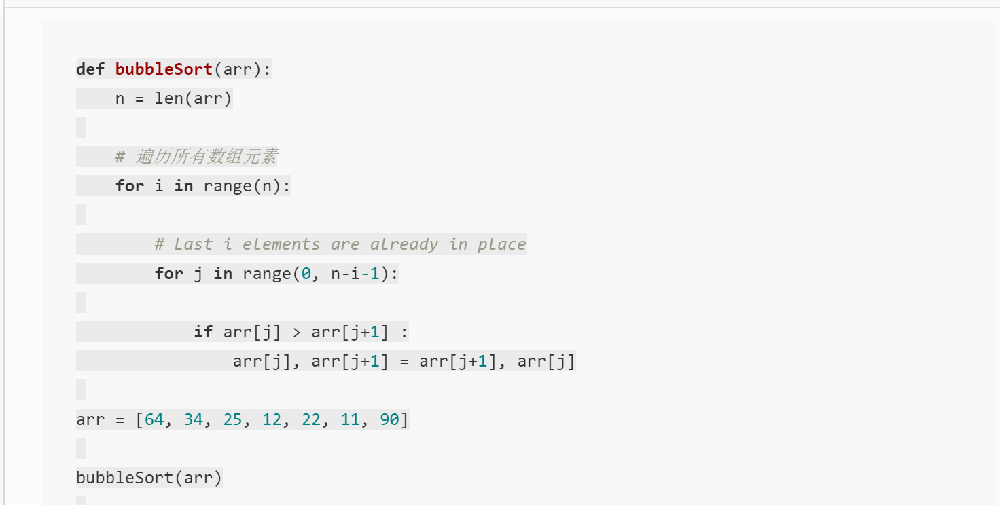 def bubbleSort(arr):
    n = len(arr)
    # 遍历所有数组元素
    for i in range(n):
        # Last i elements are already in place
        for j in range(0, n-i-1):
            if arr[j] > arr[j+1] :
                arr[j], arr[j+1] = arr[j+1], arr[j]
arr = [64, 34, 25, 12, 22, 11, 90]
bubbleSort(arr)